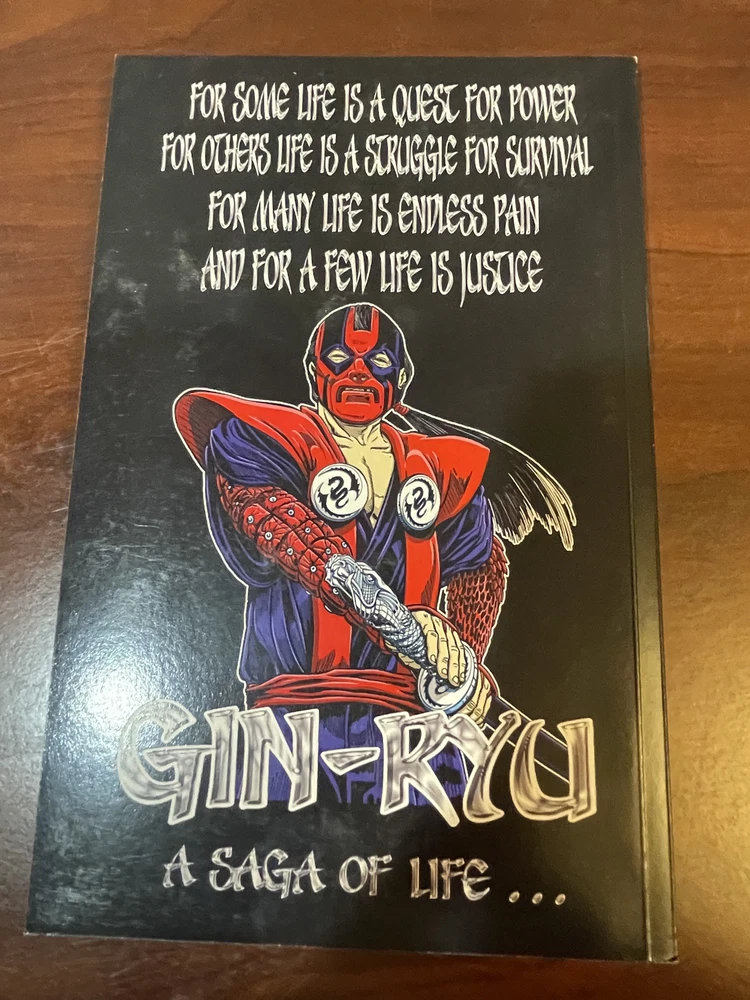 FOR SOME LIFE IS A QUEST FOR POWER
FOR OTHERS LIFE IS A STRUGGLE FOR SURVIVAL
FOR MANY LIFE IS ENDLESS PAIN
AND FOR A FEW LIFE IS JUSTICE
GIN-RYU
A SAGA OF LIFE ...